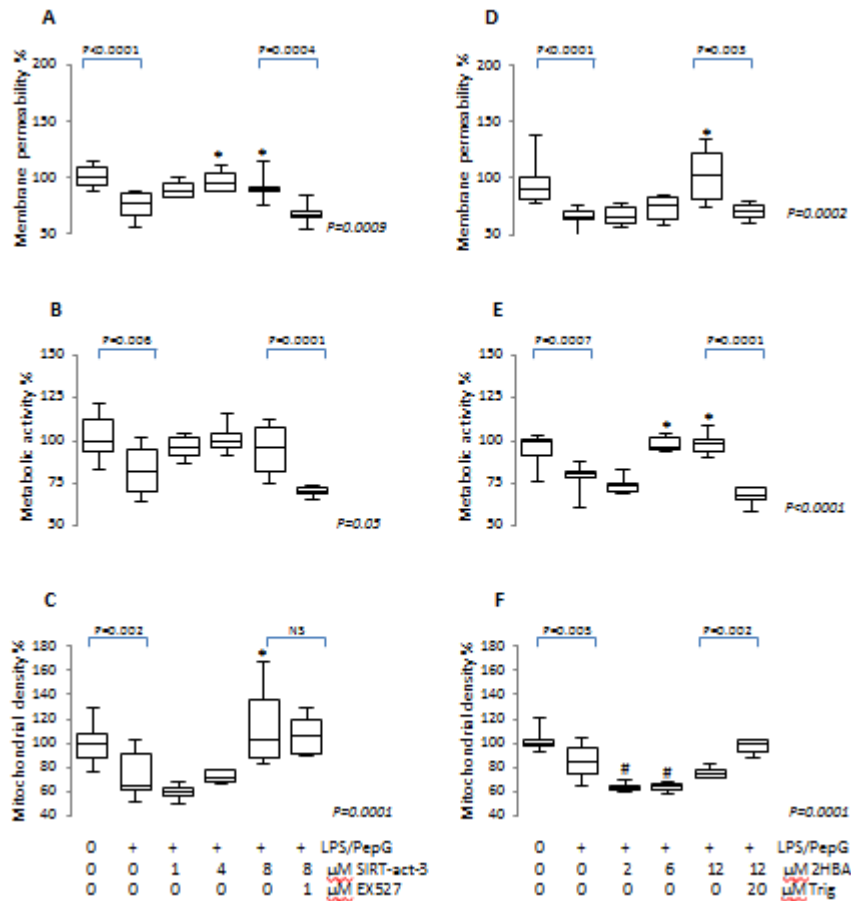 A
P<0.0001
P=0.0004
Membrane permeability %
200
150
100
50
*
*
P=0.0009
D
P<0.0001
P=0.003
Membrane permeability %
200
150
100
50
*
P=0.0002
B
P=0.006
P=0.0001
Metabolic activity %
150
125
100
75
50
P=0.05
E
P=0.0007
P=0.0001
Metabolic activity %
150
125
100
75
50
*
*
P<0.0001
C
P=0.002
NS
Mitochondrial density%
180
160
140
120
100
80
60
40
*
P=0.0001
F
P=0.005
P=0.002
Mitochondrial density%
180
160
140
120
100
80
60
40
#
#
P=0.0001
0 + + + + + LPS/PepG
0 0 1 4 8 8 µM SIRT-act-3
0 0 0 0 0 1 µM EX527
0 + + + + + LPS/PepG
0 0 2 6 12 12 µM 2HBA
0 0 0 0 0 20 µM Trig